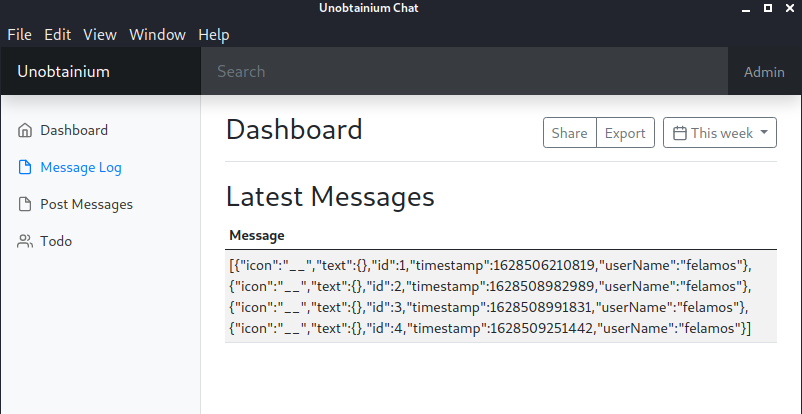 Unobtainium Chat
File Edit View Window Help
Unobtainium Search Admin
Dashboard
Message Log
Post Messages
Todo
Dashboard Share Export This week
Latest Messages
Message
[{"icon":"__","text":{},"id":1,"timestamp":1628506210819,"userName":"felamos"},
{"icon":"__","text":{},"id":2,"timestamp":1628508982989,"userName":"felamos"},
{"icon":"__","text":{},"id":3,"timestamp":1628508991831,"userName":"felamos"},
{"icon":"__","text":{},"id":4,"timestamp":1628509251442,"userName":"felamos"}]